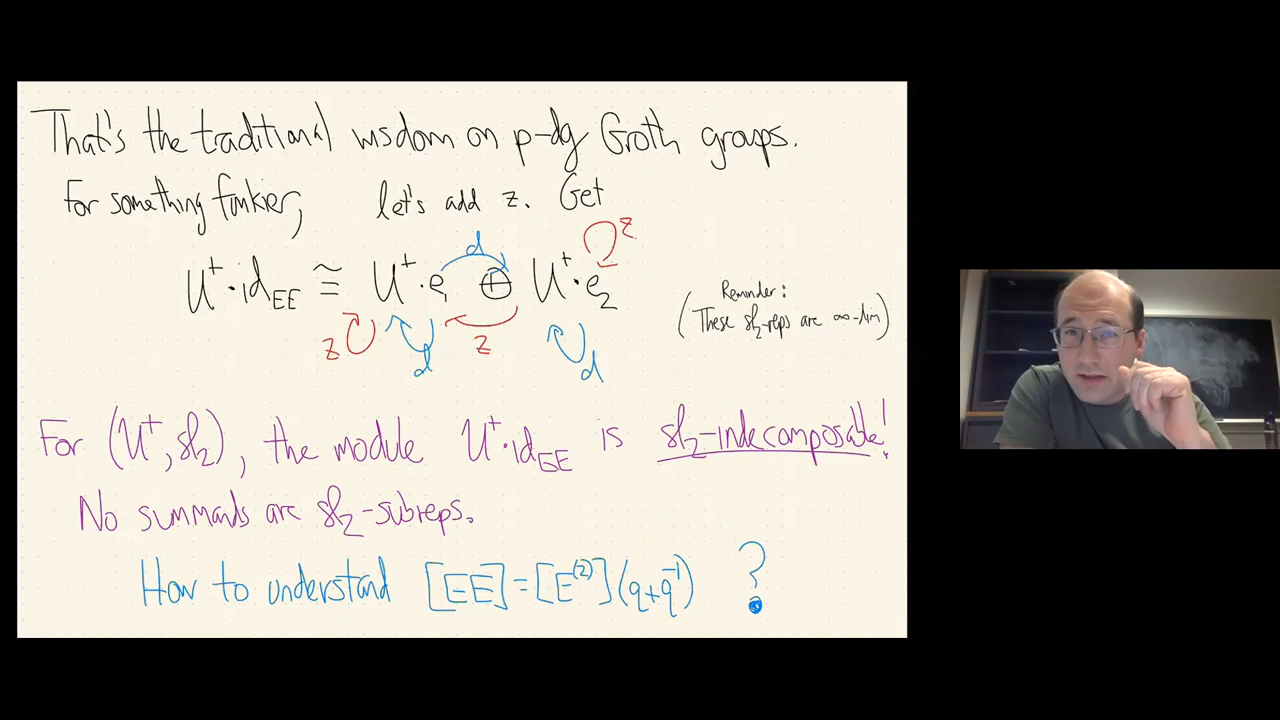 That's the traditional wisdom on p-dg Groth groups.
For something funkier, let's add z. Get
U⁺·id_EE ≅ U⁺·e₁ ⊕ U⁺·e₂
d
z
z
d
z
d
(Reminder: These sl₂-reps are ∞-dim)
For (U⁺, sl₂), the module U⁺·id_EE is sl₂-indecomposable!
No summands are sl₂-subreps.
How to understand [EE] = [E⁽²⁾](q+q⁻¹) ?